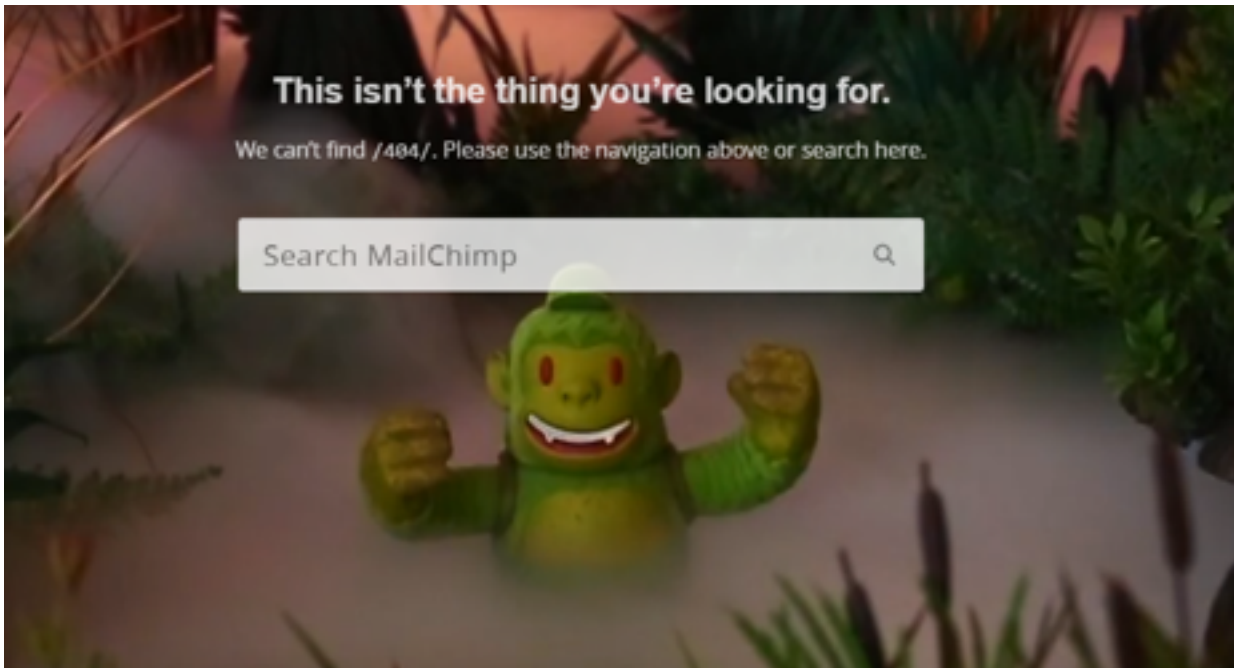 This isn’t the thing you’re looking for.
We can’t find /404/. Please use the navigation above or search here.
Search MailChimp